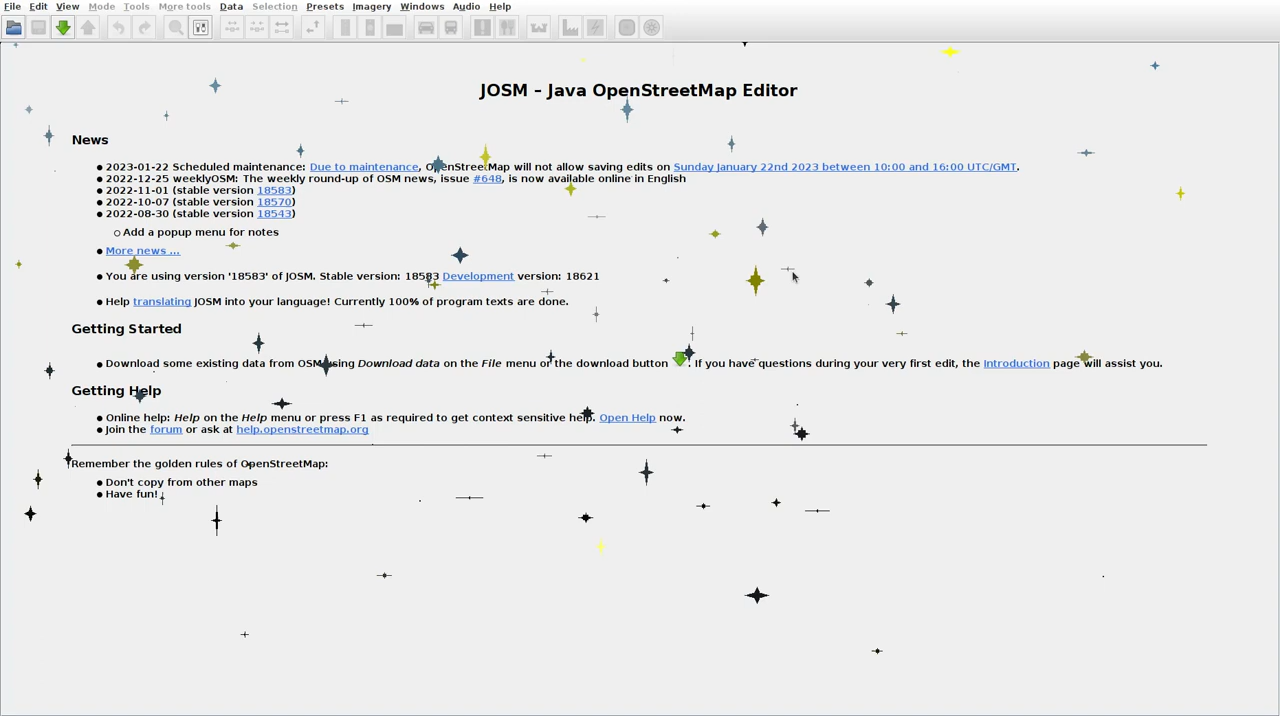 File Edit View Mode Tools More tools Data Selection Presets Imagery Windows Audio Help
JOSM – Java OpenStreetMap Editor
News
2023-01-22 Scheduled maintenance: Due to maintenance, OpenStreetMap will not allow saving edits on Sunday January 22nd 2023 between 10:00 and 16:00 UTC/GMT.
2022-12-25 weeklyOSM: The weekly round-up of OSM news, issue #648, is now available online in English
2022-11-01 (stable version 18583)
2022-10-07 (stable version 18570)
2022-08-30 (stable version 18543)
Add a popup menu for notes
More news ...
You are using version '18583' of JOSM. Stable version: 18583 Development version: 18621
Help translating JOSM into your language! Currently 100% of program texts are done.
Getting Started
Download some existing data from OSM using Download data on the File menu or the download button . If you have questions during your very first edit, the Introduction page will assist you.
Getting Help
Online help: Help on the Help menu or press F1 as required to get context sensitive help. Open Help now.
Join the forum or ask at help.openstreetmap.org
Remember the golden rules of OpenStreetMap:
Don't copy from other maps
Have fun!